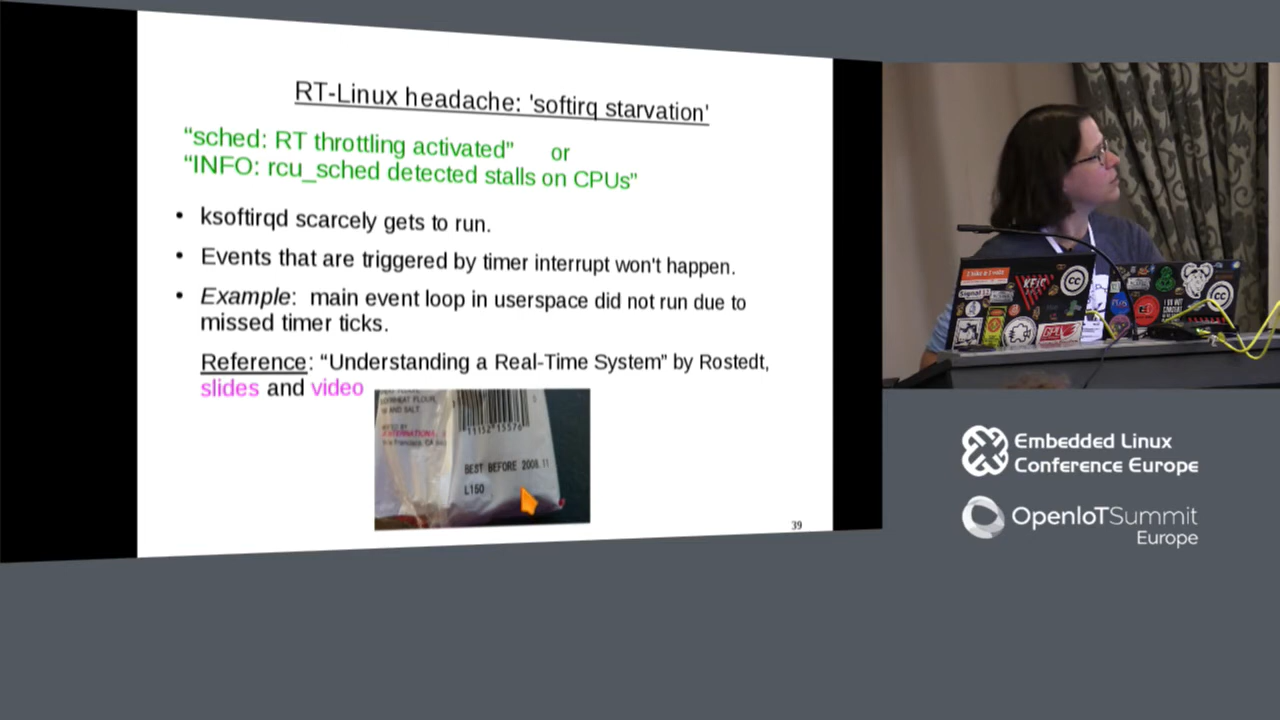 RT-Linux headache: 'softirq starvation'
“sched: RT throttling activated” or
“INFO: rcu_sched detected stalls on CPUs”
• ksoftirqd scarcely gets to run.
• Events that are triggered by timer interrupt won't happen.
• Example: main event loop in userspace did not run due to
missed timer ticks.
Reference: “Understanding a Real-Time System” by Rostedt,
slides and video
AND SALT.
BEST BEFORE 2008.11
L150
39
Embedded Linux
Conference Europe
OpenIoTSummit
Europe